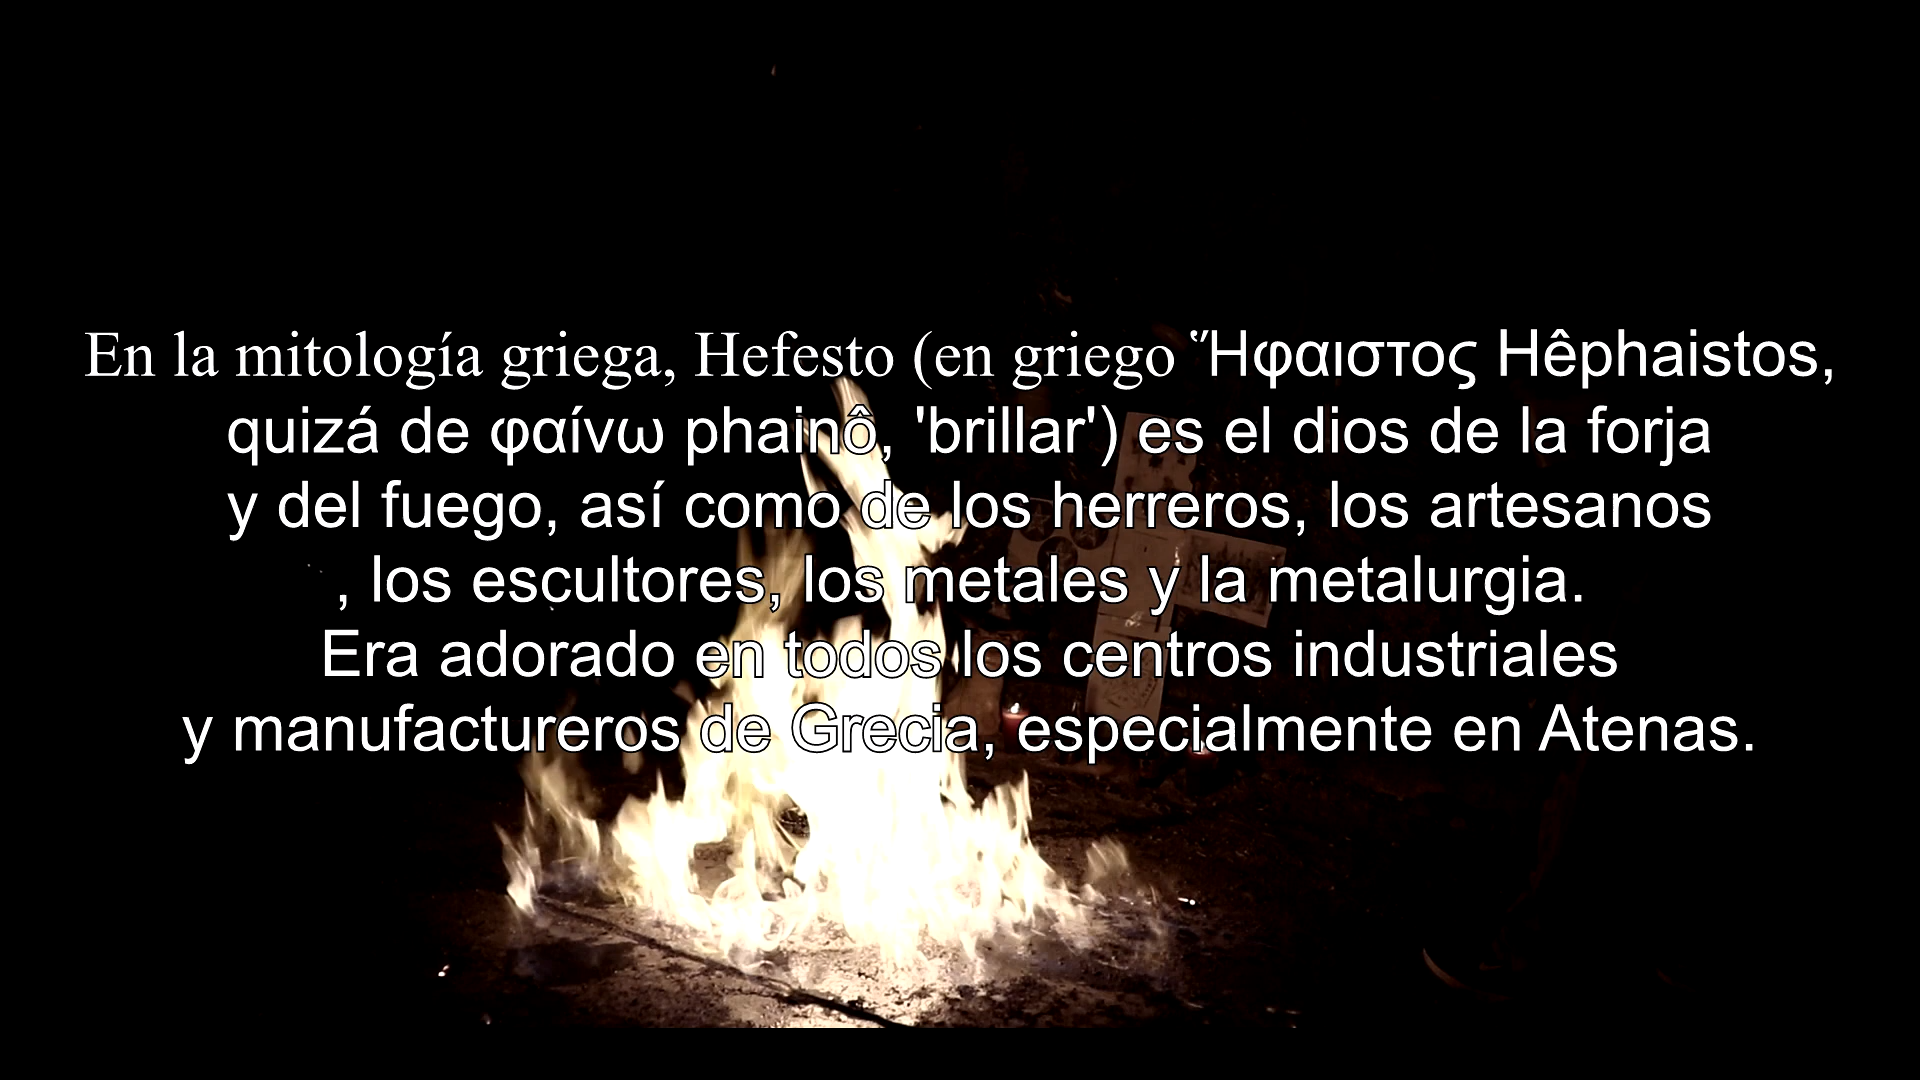 En la mitología griega, Hefesto (en griego Ἥφαιστος Hêphaistos,
quizá de φαίνω phainô, 'brillar') es el dios de la forja
y del fuego, así como de los herreros, los artesanos
, los escultores, los metales y la metalurgia.
Era adorado en todos los centros industriales
y manufactureros de Grecia, especialmente en Atenas.